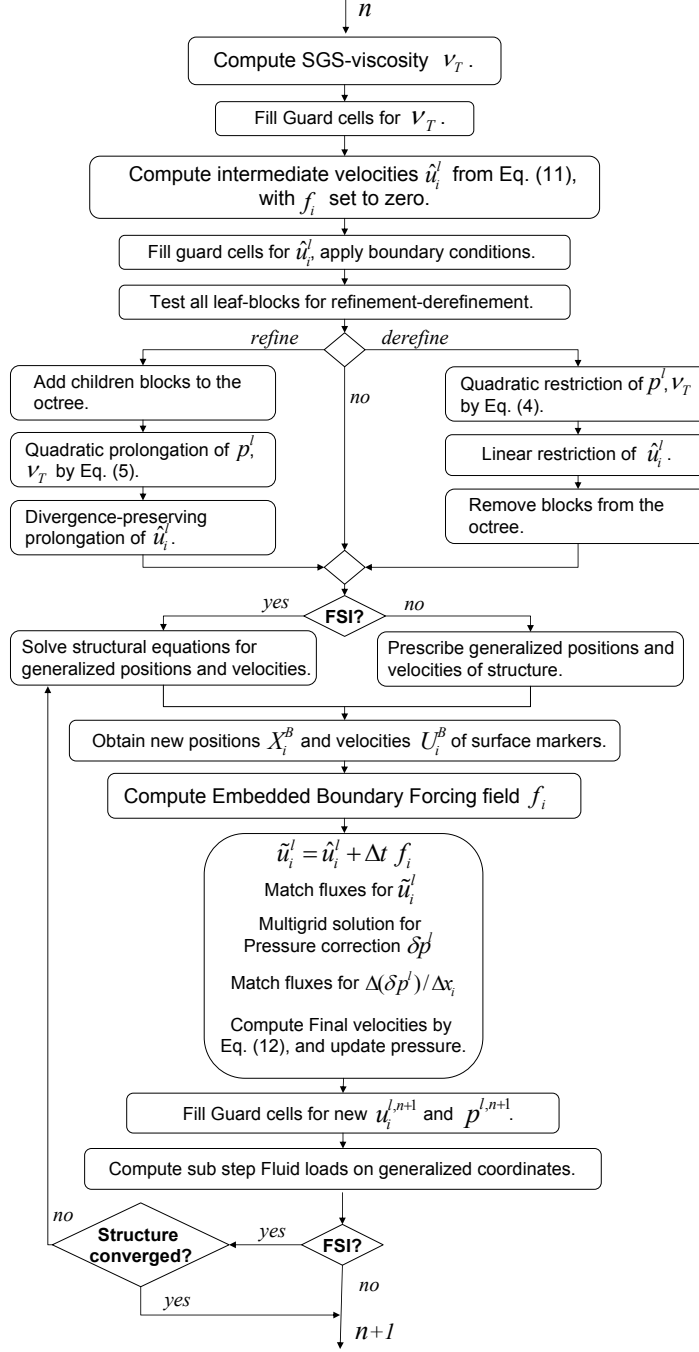 n
Compute SGS-viscosity ν_T .
Fill Guard cells for ν_T .
Compute intermediate velocities û_i^l from Eq. (11),
with f_i set to zero.
Fill guard cells for û_i^l, apply boundary conditions.
Test all leaf-blocks for refinement-derefinement.
refine
derefine
no
Add children blocks to the
octree.
Quadratic prolongation of p^l,
ν_T by Eq. (5).
Divergence-preserving
prolongation of û_i^l.
Quadratic restriction of p^l, ν_T
by Eq. (4).
Linear restriction of û_i^l .
Remove blocks from the
octree.
yes
FSI?
no
Solve structural equations for
generalized positions and velocities.
Prescribe generalized positions and
velocities of structure.
Obtain new positions X_i^B and velocities U_i^B of surface markers.
Compute Embedded Boundary Forcing field f_i
ũ_i^l = û_i^l + Δt f_i
Match fluxes for ũ_i^l
Multigrid solution for
Pressure correction δp^l
Match fluxes for Δ(δp^l)/Δx_i
Compute Final velocities by
Eq. (12), and update pressure.
Fill Guard cells for new u_i^{l,n+1} and p^{l,n+1}.
Compute sub step Fluid loads on generalized coordinates.
no
Structure
converged?
yes
FSI?
no
yes
n+1